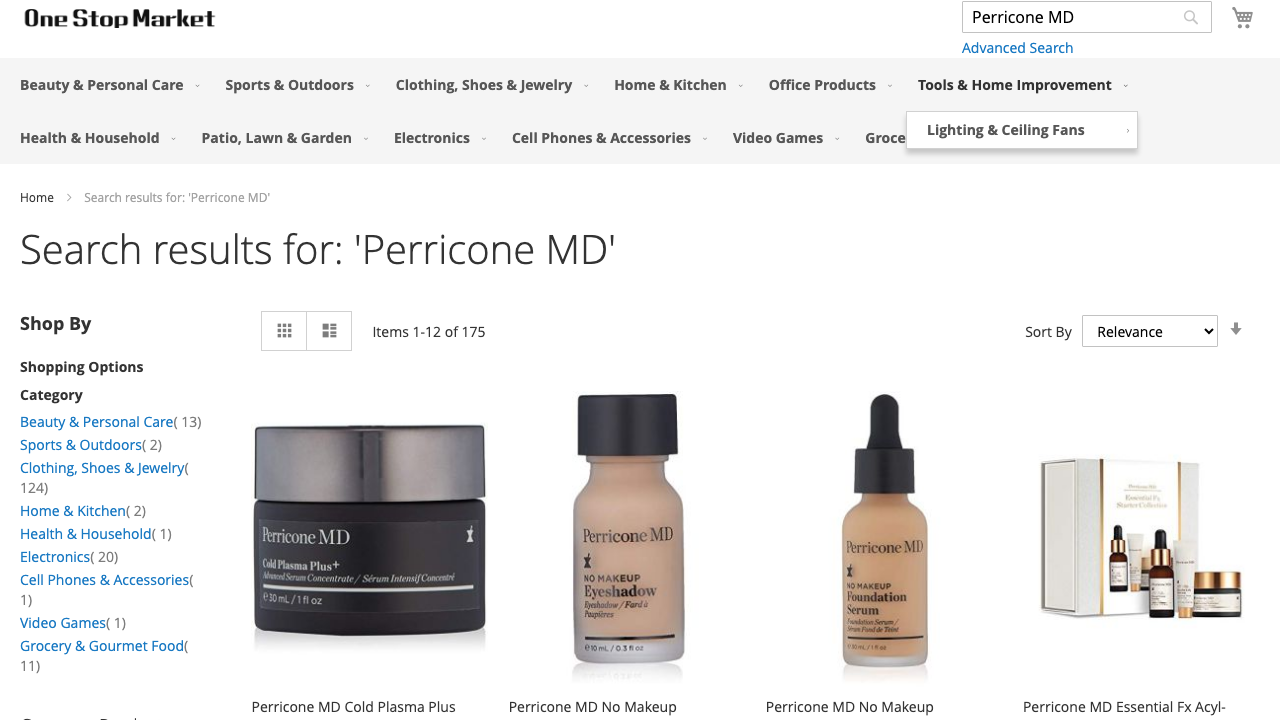 One Stop Market
Perricone MD
Advanced Search
Beauty & Personal Care
Sports & Outdoors
Clothing, Shoes & Jewelry
Home & Kitchen
Office Products
Tools & Home Improvement
Health & Household
Patio, Lawn & Garden
Electronics
Cell Phones & Accessories
Video Games
Groce
Lighting & Ceiling Fans
Home
Search results for: 'Perricone MD'
Search results for: 'Perricone MD'
Shop By
Items 1-12 of 175
Sort By
Relevance
Shopping Options
Category
Beauty & Personal Care( 13)
Sports & Outdoors( 2)
Clothing, Shoes & Jewelry(
124)
Home & Kitchen( 2)
Health & Household( 1)
Electronics( 20)
Cell Phones & Accessories(
1)
Video Games( 1)
Grocery & Gourmet Food(
11)
Perricone MD
Cold Plasma Plus+
Advanced Serum Concentrate / Sérum Intensif Concentré
℮ 30 mL / 1 fl oz
Perricone MD
NO MAKEUP
Eyeshadow
Eyeshadow / Fard à
Paupières
℮ 10 mL / 0.3 fl oz
Perricone MD
NO MAKEUP
Foundation
Serum
Foundation Serum /
Sérum Fond de Teint
℮ 30 mL / 1 fl oz
Perricone MD
Essential Fx
Starter Collection
Perricone MD Cold Plasma Plus
Perricone MD No Makeup
Perricone MD No Makeup
Perricone MD Essential Fx Acyl-